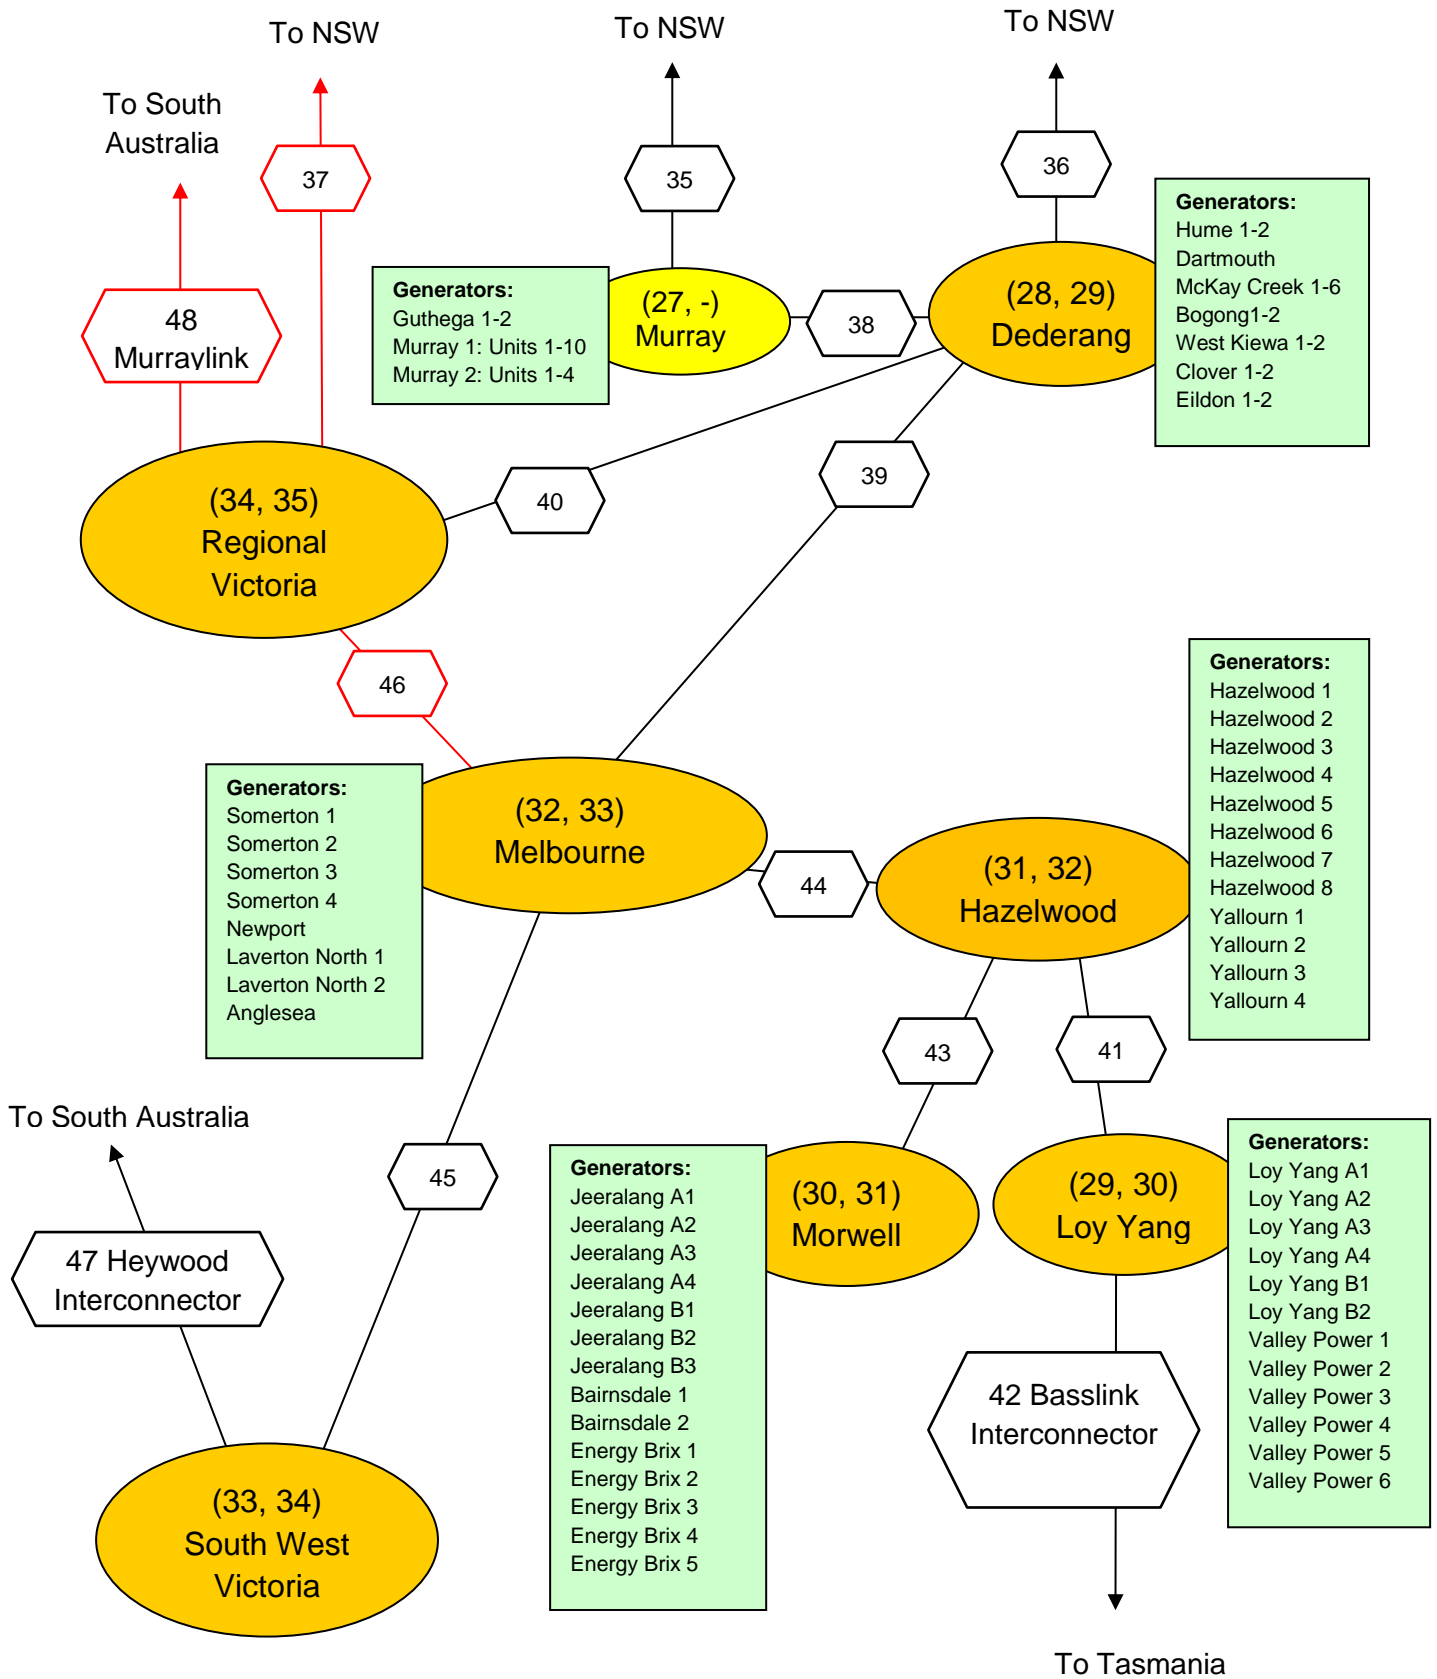 To NSW
To NSW
To NSW
To South
Australia
37
35
36
48
Murraylink
Generators:
Guthega 1-2
Murray 1: Units 1-10
Murray 2: Units 1-4
(27, -)
Murray
38
(28, 29)
Dederang
Generators:
Hume 1-2
Dartmouth
McKay Creek 1-6
Bogong1-2
West Kiewa 1-2
Clover 1-2
Eildon 1-2
(34, 35)
Regional
Victoria
40
39
46
Generators:
Somerton 1
Somerton 2
Somerton 3
Somerton 4
Newport
Laverton North 1
Laverton North 2
Anglesea
(32, 33)
Melbourne
44
(31, 32)
Hazelwood
Generators:
Hazelwood 1
Hazelwood 2
Hazelwood 3
Hazelwood 4
Hazelwood 5
Hazelwood 6
Hazelwood 7
Hazelwood 8
Yallourn 1
Yallourn 2
Yallourn 3
Yallourn 4
43
41
To South Australia
45
47 Heywood
Interconnector
(33, 34)
South West
Victoria
Generators:
Jeeralang A1
Jeeralang A2
Jeeralang A3
Jeeralang A4
Jeeralang B1
Jeeralang B2
Jeeralang B3
Bairnsdale 1
Bairnsdale 2
Energy Brix 1
Energy Brix 2
Energy Brix 3
Energy Brix 4
Energy Brix 5
(30, 31)
Morwell
(29, 30)
Loy Yang
Generators:
Loy Yang A1
Loy Yang A2
Loy Yang A3
Loy Yang A4
Loy Yang B1
Loy Yang B2
Valley Power 1
Valley Power 2
Valley Power 3
Valley Power 4
Valley Power 5
Valley Power 6
42 Basslink
Interconnector
To Tasmania